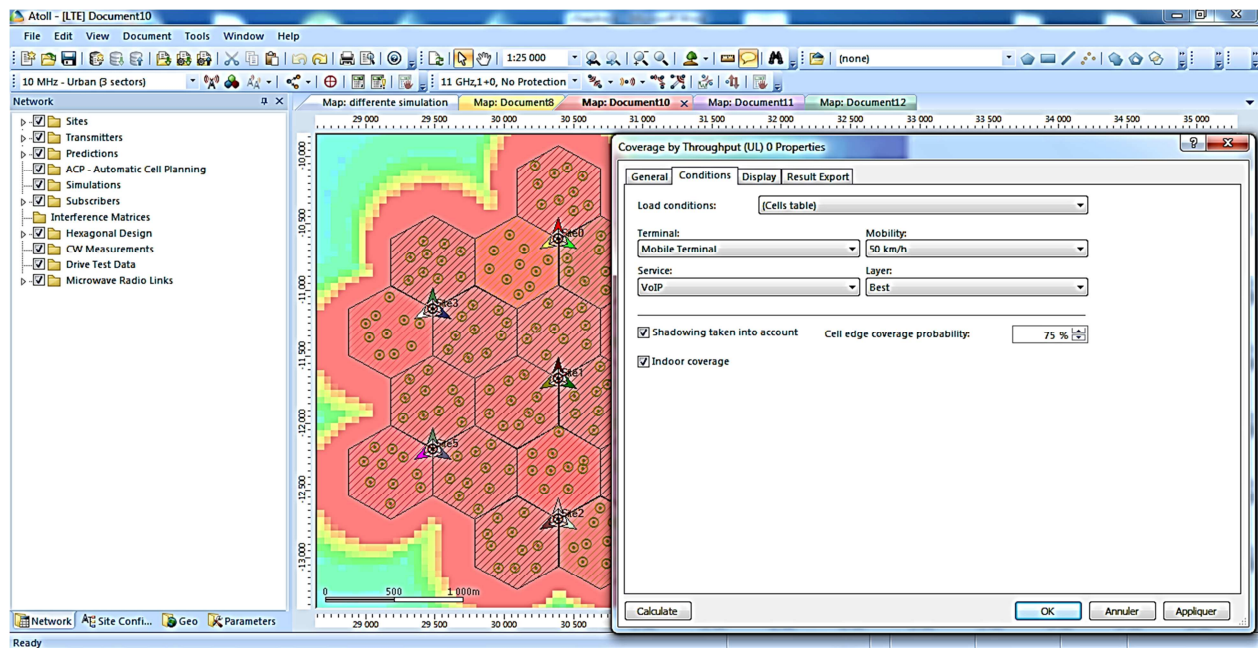 Atoll - [LTE] Document10
File Edit View Document Tools Window Help
1:25 000 (none)
10 MHz - Urban (3 sectors) 11 GHz,1+0, No Protection
Network
Map: differente simulation Map: Document8 Map: Document10 Map: Document11 Map: Document12
Sites
Transmitters
Predictions
ACP - Automatic Cell Planning
Simulations
Subscribers
Interference Matrices
Hexagonal Design
CW Measurements
Drive Test Data
Microwave Radio Links
29 000 29 500 30 000 30 500 31 000 31 500 32 000 32 500 33 000 33 500 34 000 34 500 35 000
-10,000
-10,500
-11,000
-11,500
-12,000
-12,500
-13,000
Site0
Site3
Site1
Site5
Site2
0 500 1 000m
29 000 29 500 30 000 30 500
Coverage by Throughput (UL) 0 Properties
General Conditions Display Result Export
Load conditions: (Cells table)
Terminal: Mobility:
Mobile Terminal 50 km/h
Service: Layer:
VoIP Best
Shadowing taken into account Cell edge coverage probability: 75 %
Indoor coverage
Calculate OK Annuler Appliquer
Network Site Confi... Geo Parameters
Ready